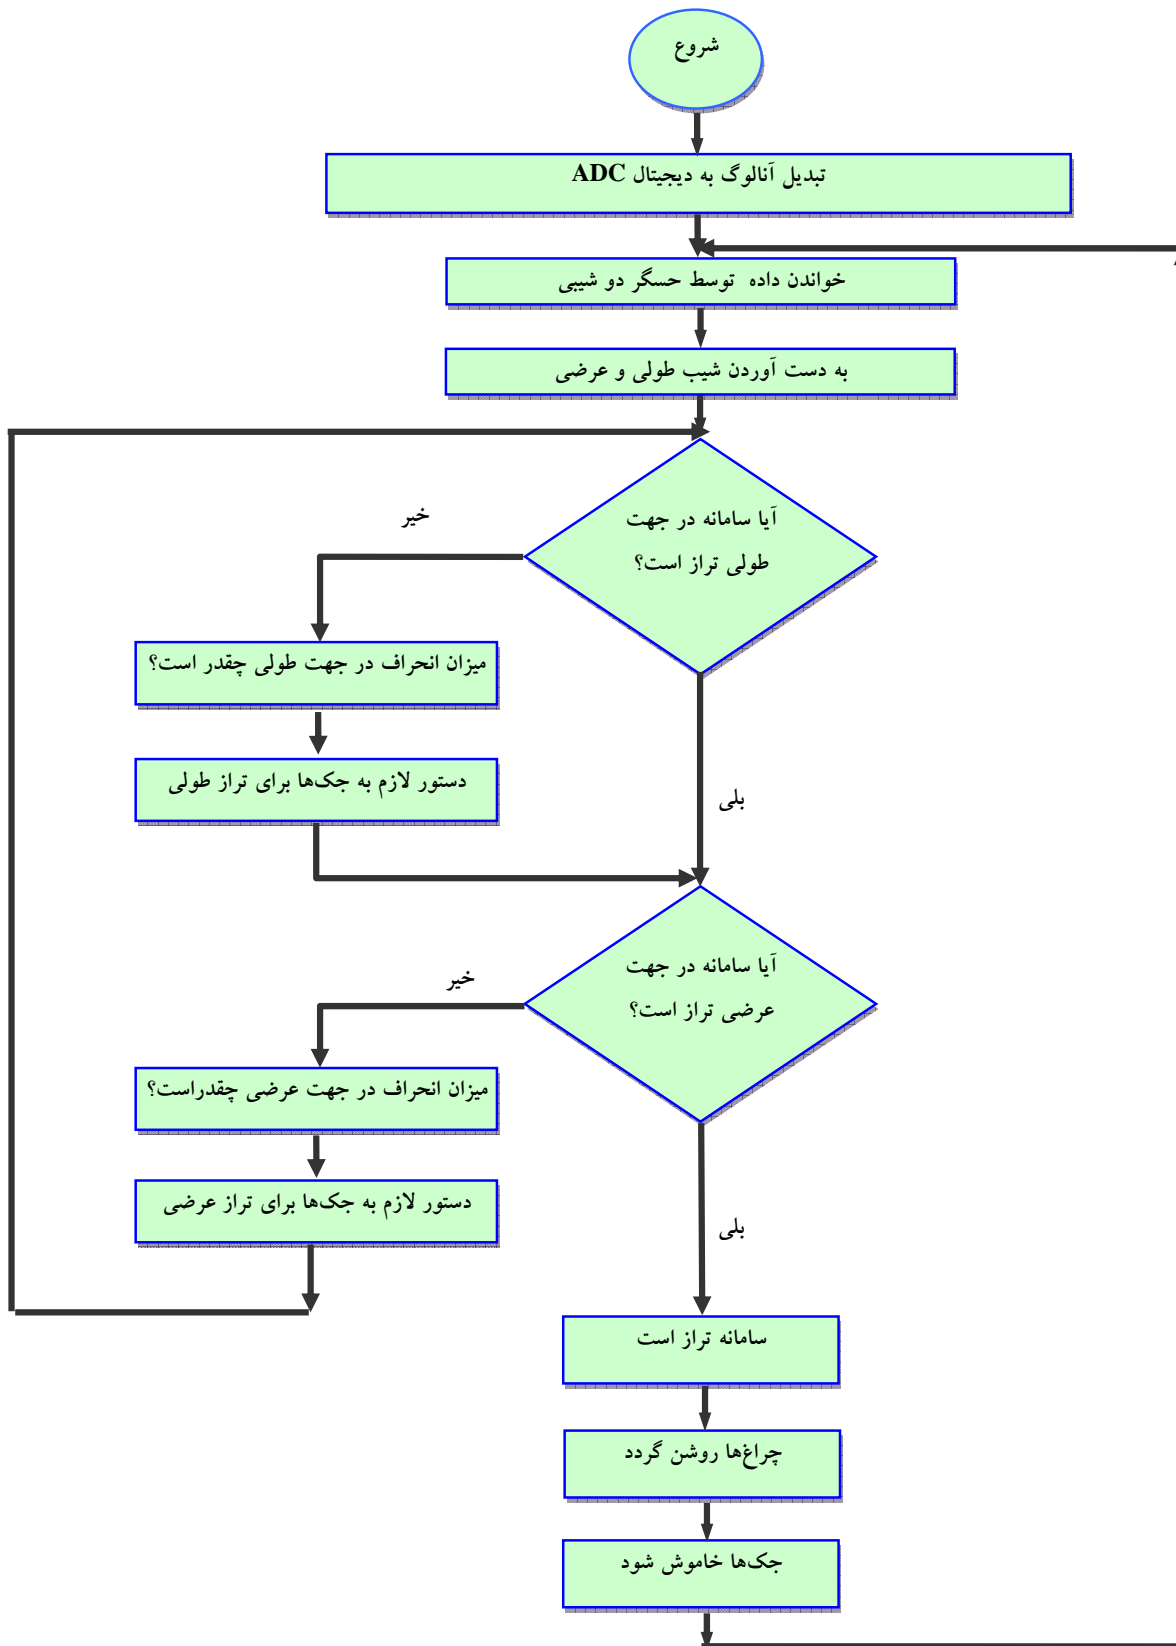 شروع
تبدیل آنالوگ به دیجیتال ADC
خواندن داده توسط حسگر دو شیبی
به دست آوردن شیب طولی و عرضی
آیا سامانه در جهت
طولی تراز است؟
خیر
میزان انحراف در جهت طولی چقدر است؟
دستور لازم به جک‌ها برای تراز طولی
بلی
آیا سامانه در جهت
عرضی تراز است؟
خیر
میزان انحراف در جهت عرضی چقدراست؟
دستور لازم به جک‌ها برای تراز عرضی
بلی
سامانه تراز است
چراغ‌ها روشن گردد
جک‌ها خاموش شود